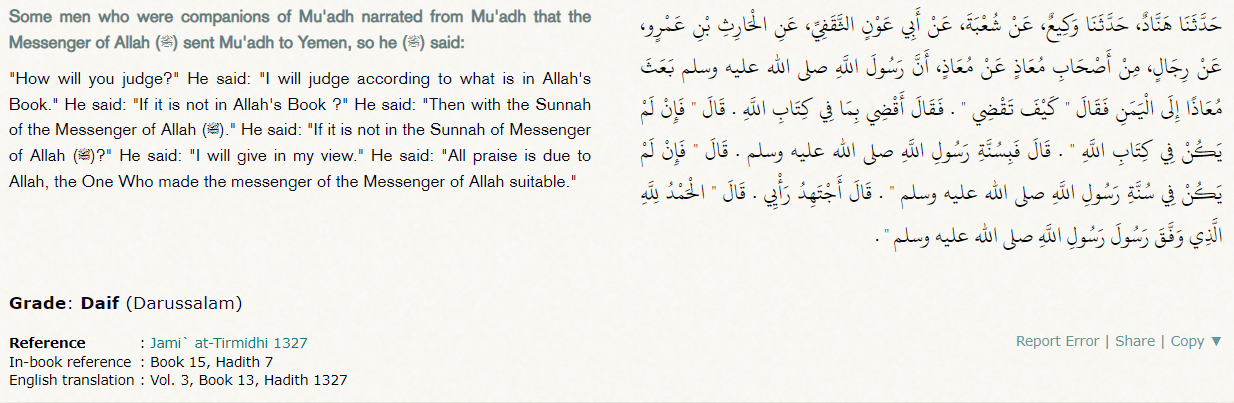 Some men who were companions of Mu'adh narrated from Mu'adh that the
Messenger of Allah (ﷺ) sent Mu'adh to Yemen, so he (ﷺ) said:
"How will you judge?" He said: "I will judge according to what is in Allah's
Book." He said: "If it is not in Allah's Book ?" He said: "Then with the Sunnah
of the Messenger of Allah (ﷺ)." He said: "If it is not in the Sunnah of Messenger
of Allah (ﷺ)?" He said: "I will give in my view." He said: "All praise is due to
Allah, the One Who made the messenger of the Messenger of Allah suitable."
حَدَّثَنَا هَنَّادٌ، حَدَّثَنَا وَكِيعٌ، عَنْ شُعْبَةَ، عَنْ أَبِي عَوْنٍ الثَّقَفِيِّ، عَنِ الْحَارِثِ بْنِ عَمْرٍو،
عَنْ رِجَالٍ، مِنْ أَصْحَابِ مُعَاذٍ عَنْ مُعَاذٍ، أَنَّ رَسُولَ اللَّهِ صلى الله عليه وسلم بَعَثَ
مُعَاذًا إِلَى الْيَمَنِ فَقَالَ " كَيْفَ تَقْضِي " . فَقَالَ أَقْضِي بِمَا فِي كِتَابِ اللَّهِ . قَالَ " فَإِنْ لَمْ
يَكُنْ فِي كِتَابِ اللَّهِ " . قَالَ فَبِسُنَّةِ رَسُولِ اللَّهِ صلى الله عليه وسلم . قَالَ " فَإِنْ لَمْ
يَكُنْ فِي سُنَّةِ رَسُولِ اللَّهِ صلى الله عليه وسلم " . قَالَ أَجْتَهِدُ رَأْيِي . قَالَ " الْحَمْدُ لِلَّهِ
الَّذِي وَفَّقَ رَسُولَ رَسُولِ اللَّهِ صلى الله عليه وسلم " .
Grade: Daif (Darussalam)
Reference : Jami` at-Tirmidhi 1327
In-book reference : Book 15, Hadith 7
English translation : Vol. 3, Book 13, Hadith 1327
Report Error | Share | Copy ▼